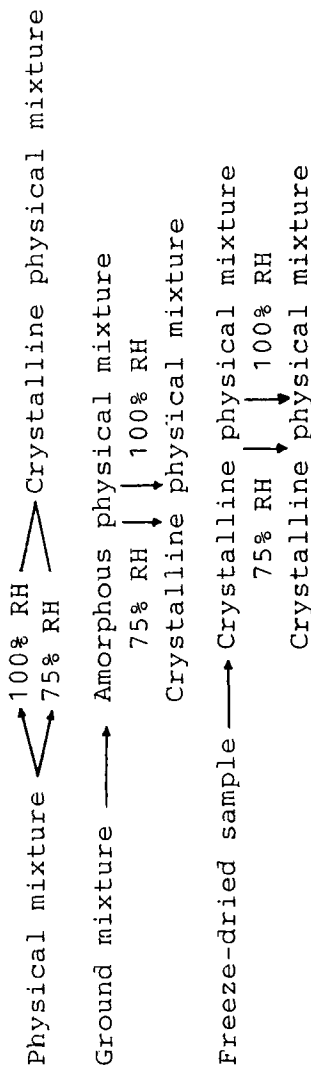 100% RH
Physical mixture Crystalline physical mixture
75% RH
Ground mixture Amorphous physical mixture
75% RH 100% RH
Crystalline physical mixture
Freeze-dried sample Crystalline physical mixture
75% RH 100% RH
Crystalline physical mixture